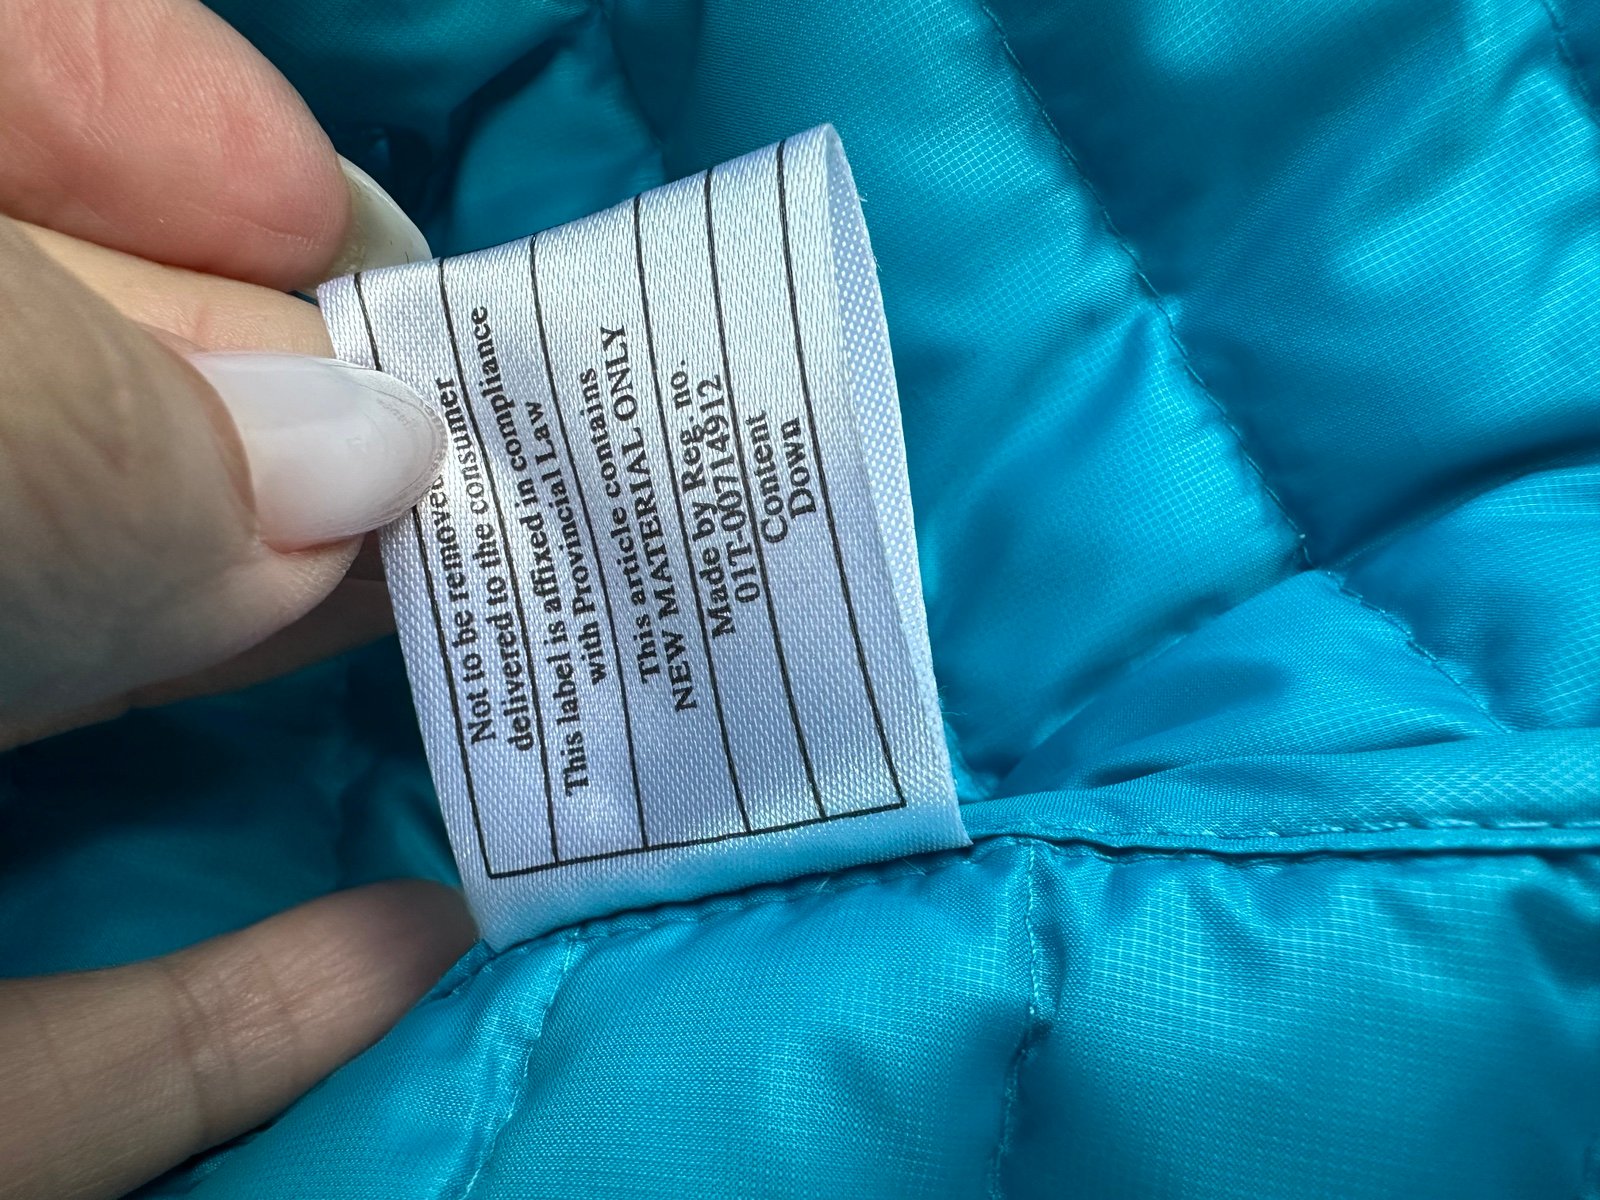 Not to be removed
delivered to the consumer
This label is affixed in compliance
with Provincial Law
This article contains
NEW MATERIAL ONLY
Made by Reg. no.
01T-00714912
Content
Down